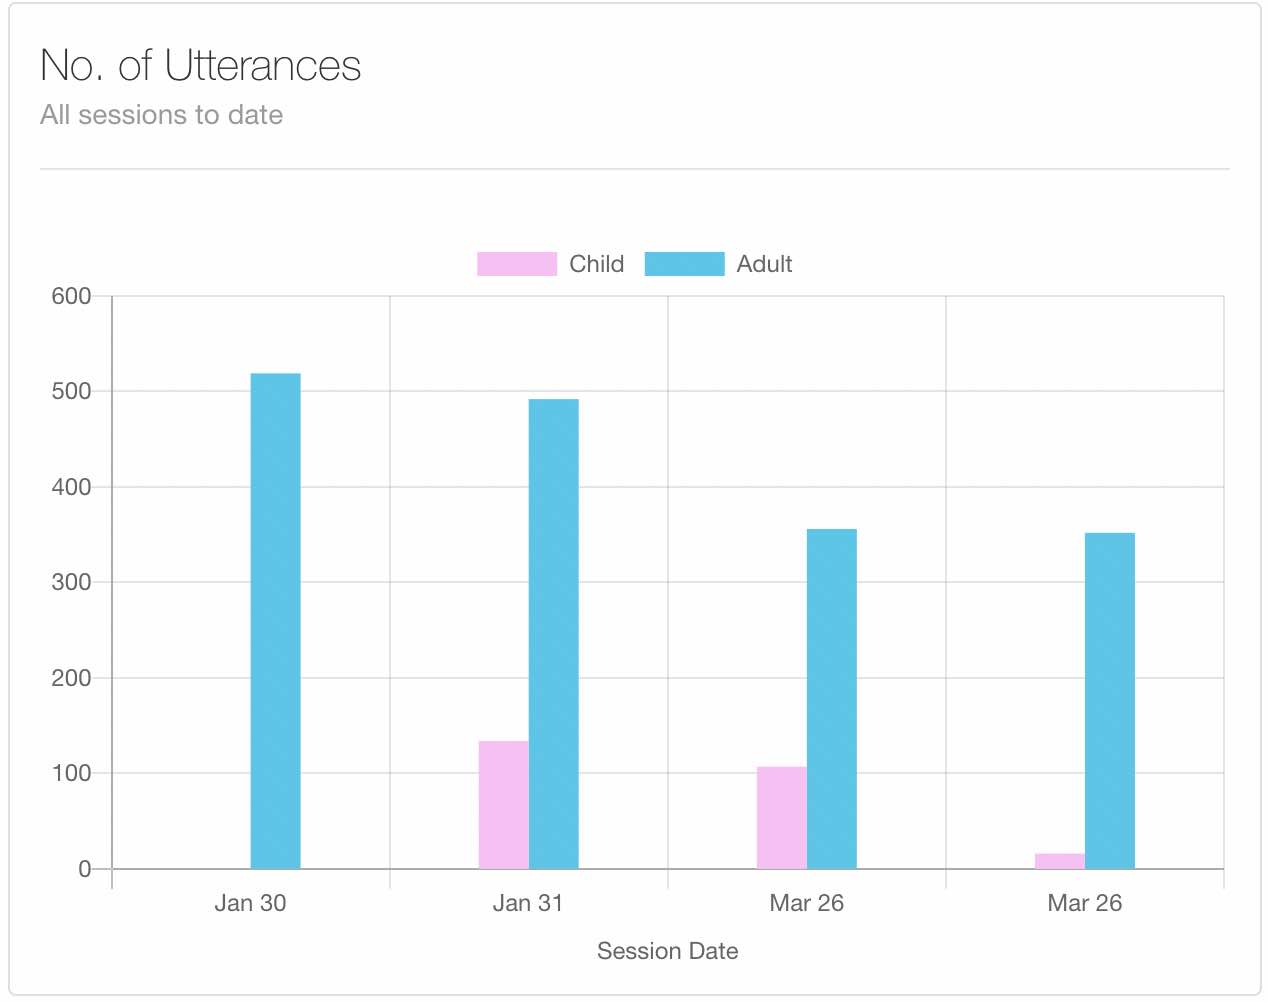 No. of Utterances
All sessions to date
Child Adult
600
500
400
300
200
100
0
Jan 30 Jan 31 Mar 26 Mar 26
Session Date